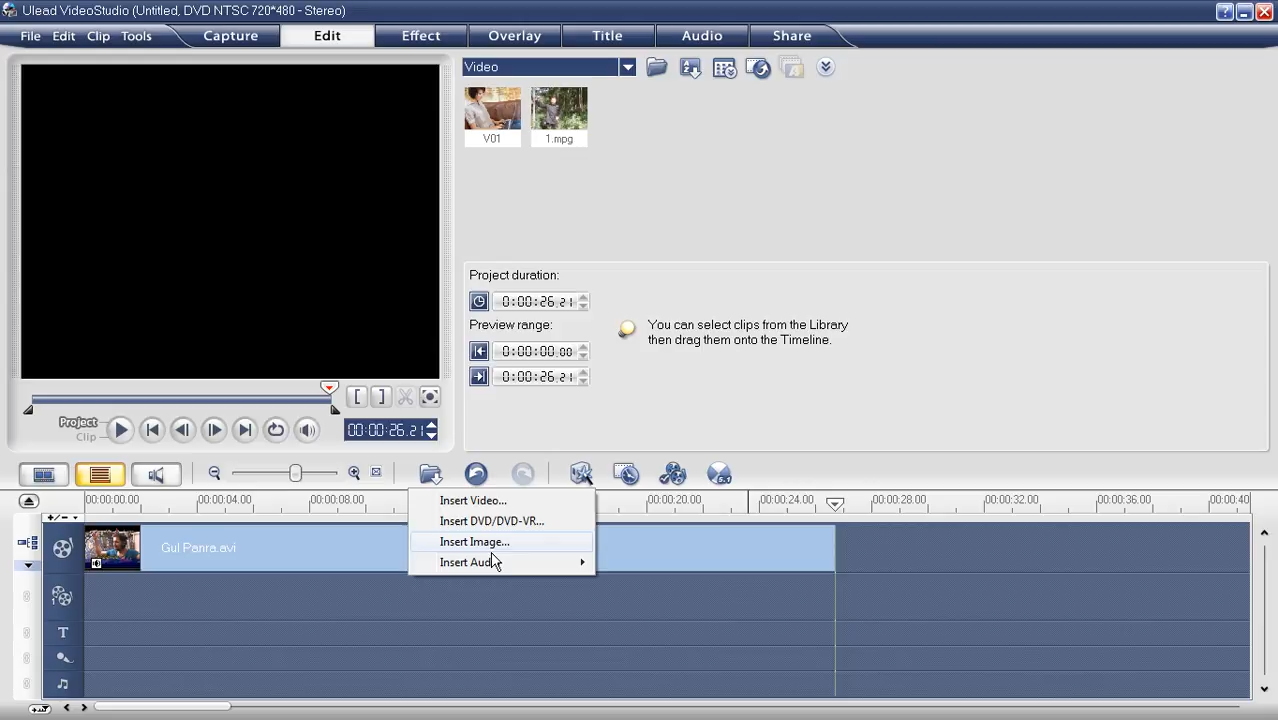 Ulead VideoStudio (Untitled, DVD NTSC 720*480 - Stereo)
File Edit Clip Tools Capture Edit Effect Overlay Title Audio Share
Video
V01 1.mpg
Project duration:
0:00:26.21
Preview range:
You can select clips from the Library
then drag them onto the Timeline.
0:00:00.00
0:00:26.21
Project
Clip
00:00:26.21
Insert Video...
Insert DVD/DVD-VR...
Insert Image...
Insert Aud
00:00:00.00 00:00:04.00 00:00:08.00 00:00:20.00 00:00:24.00 00:00:28.00 00:00:32.00 00:00:36.00 00:00:40
Gul Panra.avi